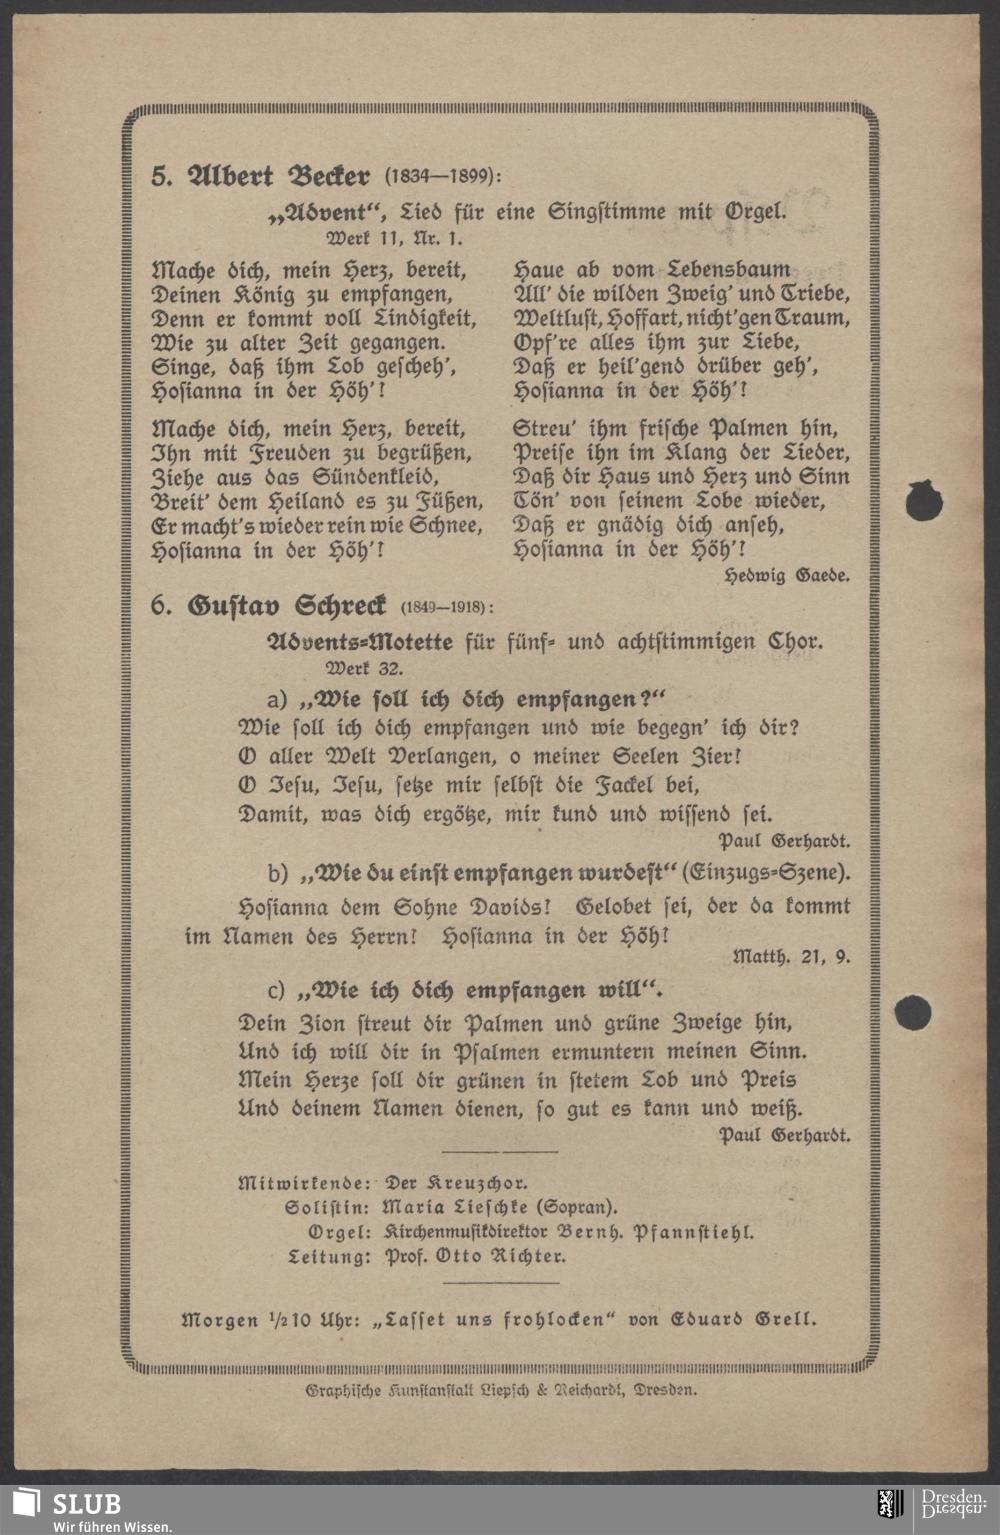 5. Albert Becker (1834—1899):
„Advent“, Lied für eine Singstimme mit Orgel.
Werk 11, Nr. 1.
Mache dich, mein Herz, bereit,
Deinen König zu empfangen,
Denn er kommt voll Lindigkeit,
Wie zu alter Zeit gegangen.
Singe, daß ihm Lob gescheh’,
Hosianna in der Höh’!
Mache dich, mein Herz, bereit,
Ihn mit Freuden zu begrüßen,
Ziehe aus das Sündenkleid,
Breit’ dem Heiland es zu Füßen,
Er macht’s wieder rein wie Schnee,
Hosianna in der Höh’!
Haue ab vom Lebensbaum
All’ die wilden Zweig’ und Triebe,
Weltlust, Hoffart, nicht’gen Traum,
Opf’re alles ihm zur Liebe,
Daß er heil’gend drüber geh’,
Hosianna in der Höh’!
Streu’ ihm frische Palmen hin,
Preise ihn im Klang der Lieder,
Daß dir Haus und Herz und Sinn
Tön’ von seinem Lobe wieder,
Daß er gnädig dich anseh,
Hosianna in der Höh’!
Hedwig Gaede.
6. Gustav Schreck (1849—1918):
Advents-Motette für fünf- und achtstimmigen Chor.
Werk 32.
a) „Wie soll ich dich empfangen?“
Wie soll ich dich empfangen und wie begegn’ ich dir?
O aller Welt Verlangen, o meiner Seelen Zier!
O Jesu, Jesu, setze mir selbst die Fackel bei,
Damit, was dich ergötze, mir kund und wissend sei.
Paul Gerhardt.
b) „Wie du einst empfangen wurdest“ (Einzugs-Szene).
Hosianna dem Sohne Davids! Gelobet sei, der da kommt
im Namen des Herrn! Hosianna in der Höh!
Matth. 21, 9.
c) „Wie ich dich empfangen will“.
Dein Zion streut dir Palmen und grüne Zweige hin,
Und ich will dir in Psalmen ermuntern meinen Sinn.
Mein Herze soll dir grünen in stetem Lob und Preis
Und deinem Namen dienen, so gut es kann und weiß.
Paul Gerhardt.
Mitwirkende: Der Kreuzchor.
Solistin: Maria Lieschke (Sopran).
Orgel: Kirchenmusikdirektor Bernh. Pfannstiehl.
Leitung: Prof. Otto Richter.
Morgen ½10 Uhr: „Lasset uns frohlocken“ von Eduard Grell.
Graphische Kunstanstalt Liepsch & Reichardt, Dresden.
SLUB
Wir führen Wissen.
Dresden.
Dresden.